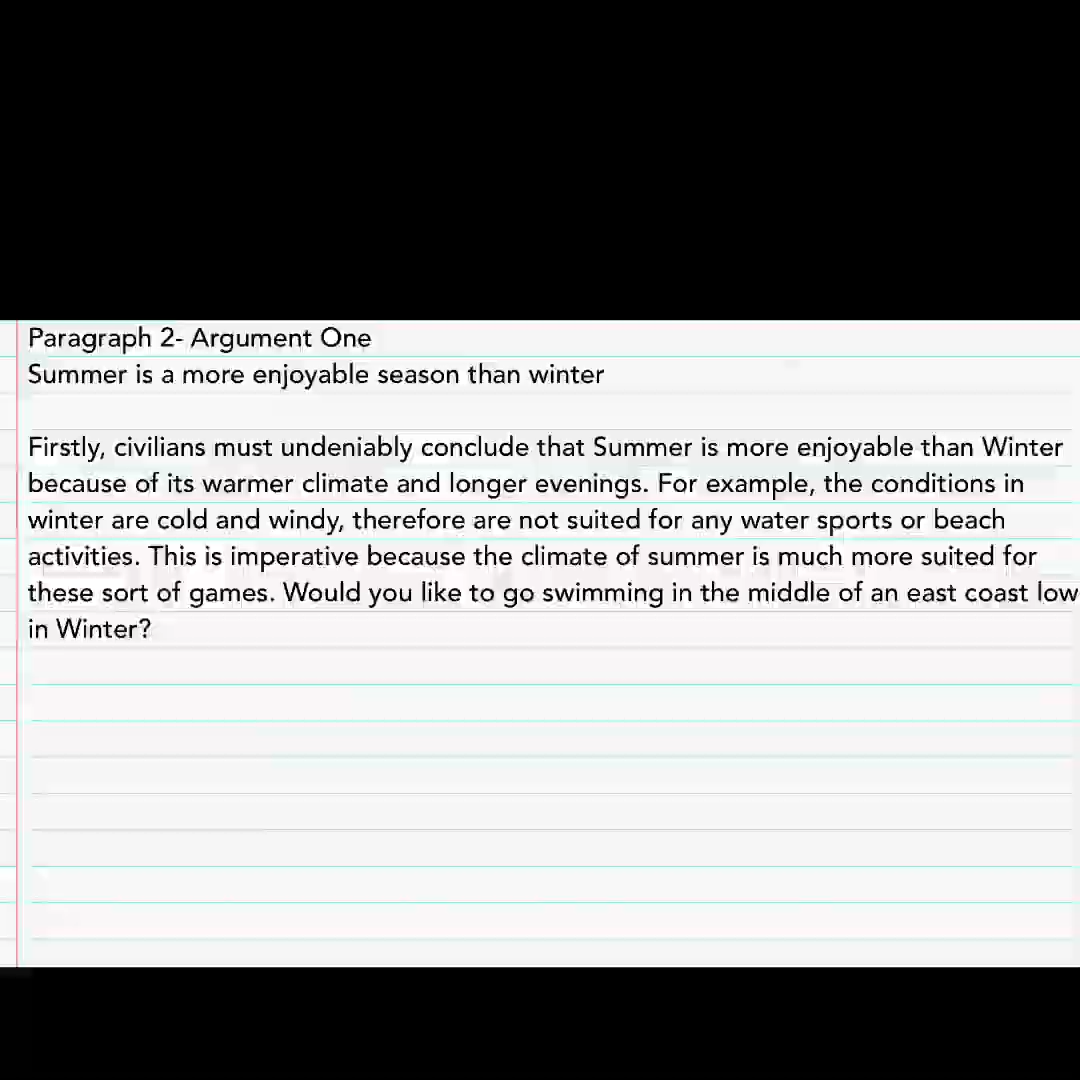 Paragraph 2- Argument One
Summer is a more enjoyable season than winter
Firstly, civilians must undeniably conclude that Summer is more enjoyable than Winter
because of its warmer climate and longer evenings. For example, the conditions in
winter are cold and windy, therefore are not suited for any water sports or beach
activities. This is imperative because the climate of summer is much more suited for
these sort of games. Would you like to go swimming in the middle of an east coast low
in Winter?